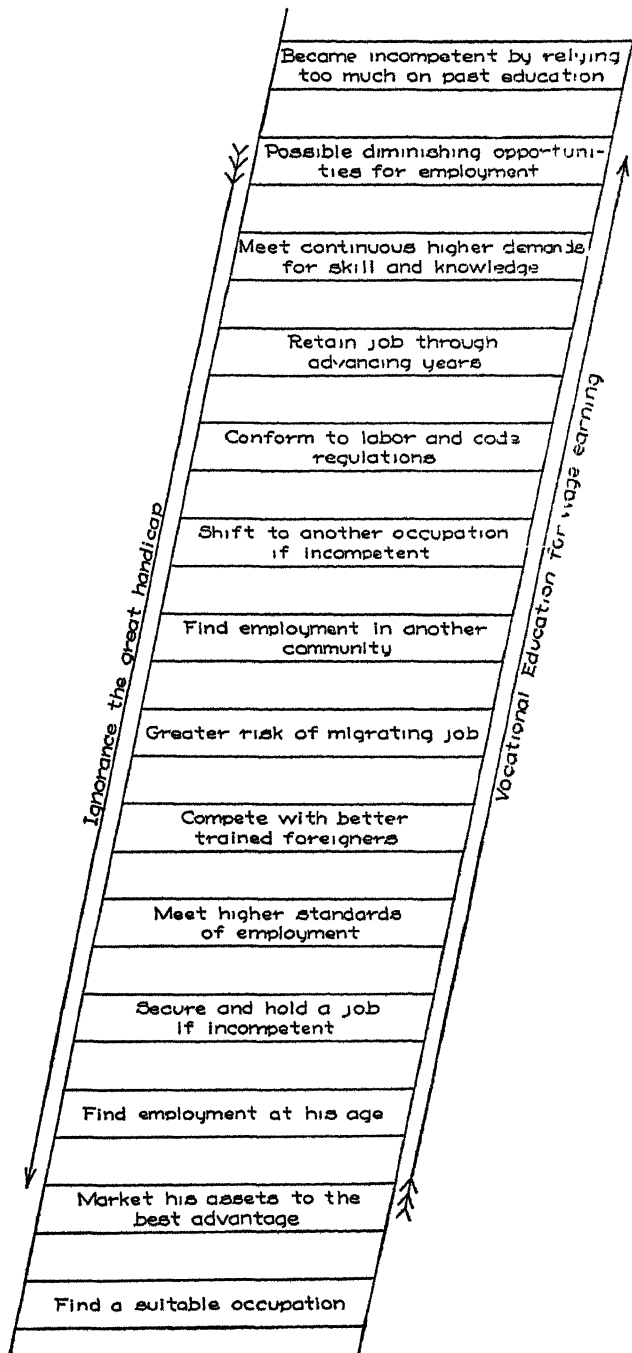 Became incompetent by relying
too much on past education
Possible diminishing opportuni-
ties for employment
Meet continuous higher demands
for skill and knowledge
Retain job through
advancing years
Conform to labor and code
regulations
Shift to another occupation
if incompetent
Find employment in another
community
Greater risk of migrating job
Compete with better
trained foreigners
Meet higher standards
of employment
Secure and hold a job
if incompetent
Find employment at his age
Market his assets to the
best advantage
Find a suitable occupation
Ignorance the great handicap
Vocational Education for wage earning